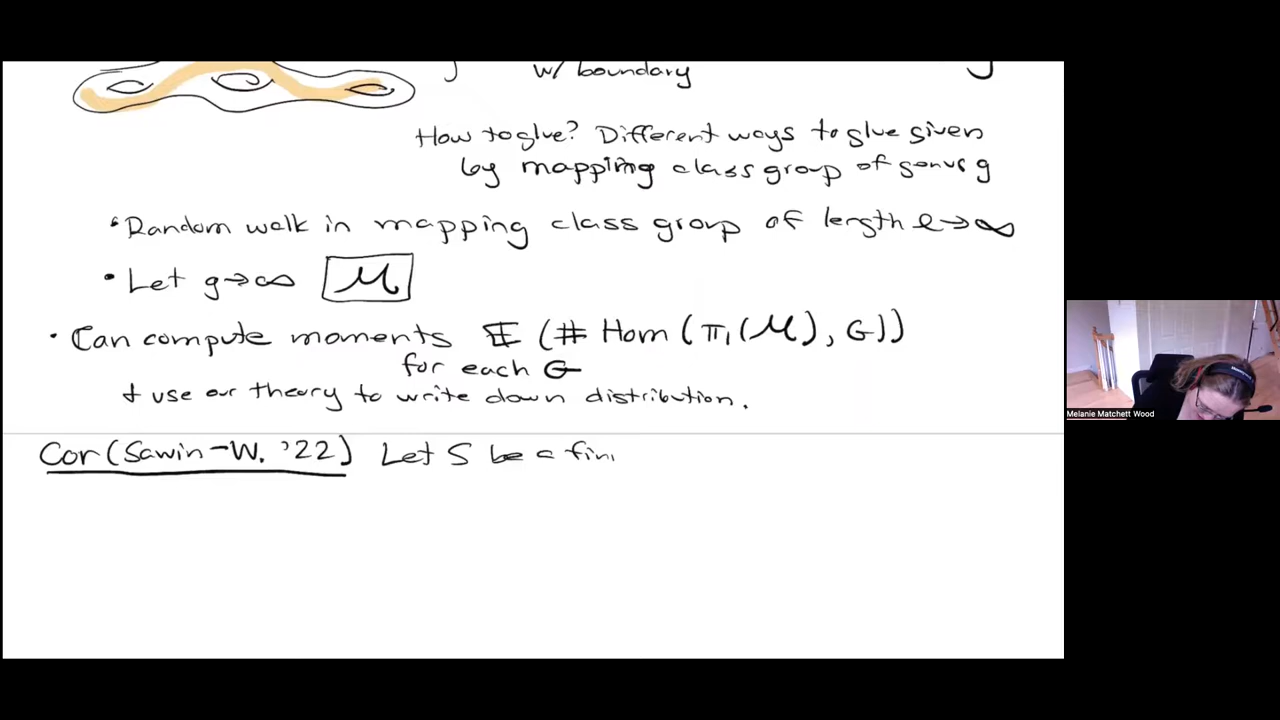 w/ boundary
How to glue? Different ways to glue given
by mapping class group of genus g
• Random walk in mapping class group of length ℓ→∞
• Let g→∞ M
• Can compute moments 𝔼 (# Hom (π₁(M), G))
for each G
+ use our theory to write down distribution.
Cor (Sawin-W. '22) Let S be a fini
Melanie Matchett Wood